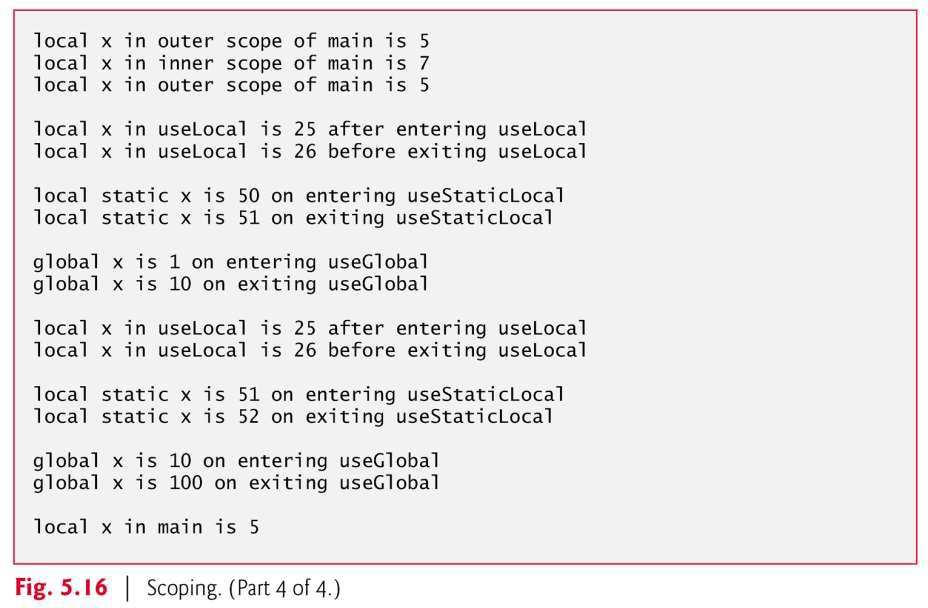 local x in outer scope of main is 5
local x in inner scope of main is 7
local x in outer scope of main is 5
local x in useLocal is 25 after entering useLocal
local x in useLocal is 26 before exiting useLocal
local static x is 50 on entering useStaticLocal
local static x is 51 on exiting useStaticLocal
global x is 1 on entering useGlobal
global x is 10 on exiting useGlobal
local x in useLocal is 25 after entering useLocal
local x in useLocal is 26 before exiting useLocal
local static x is 51 on entering useStaticLocal
local static x is 52 on exiting useStaticLocal
global x is 10 on entering useGlobal
global x is 100 on exiting useGlobal
local x in main is 5
Fig. 5.16 | Scoping. (Part 4 of 4.)